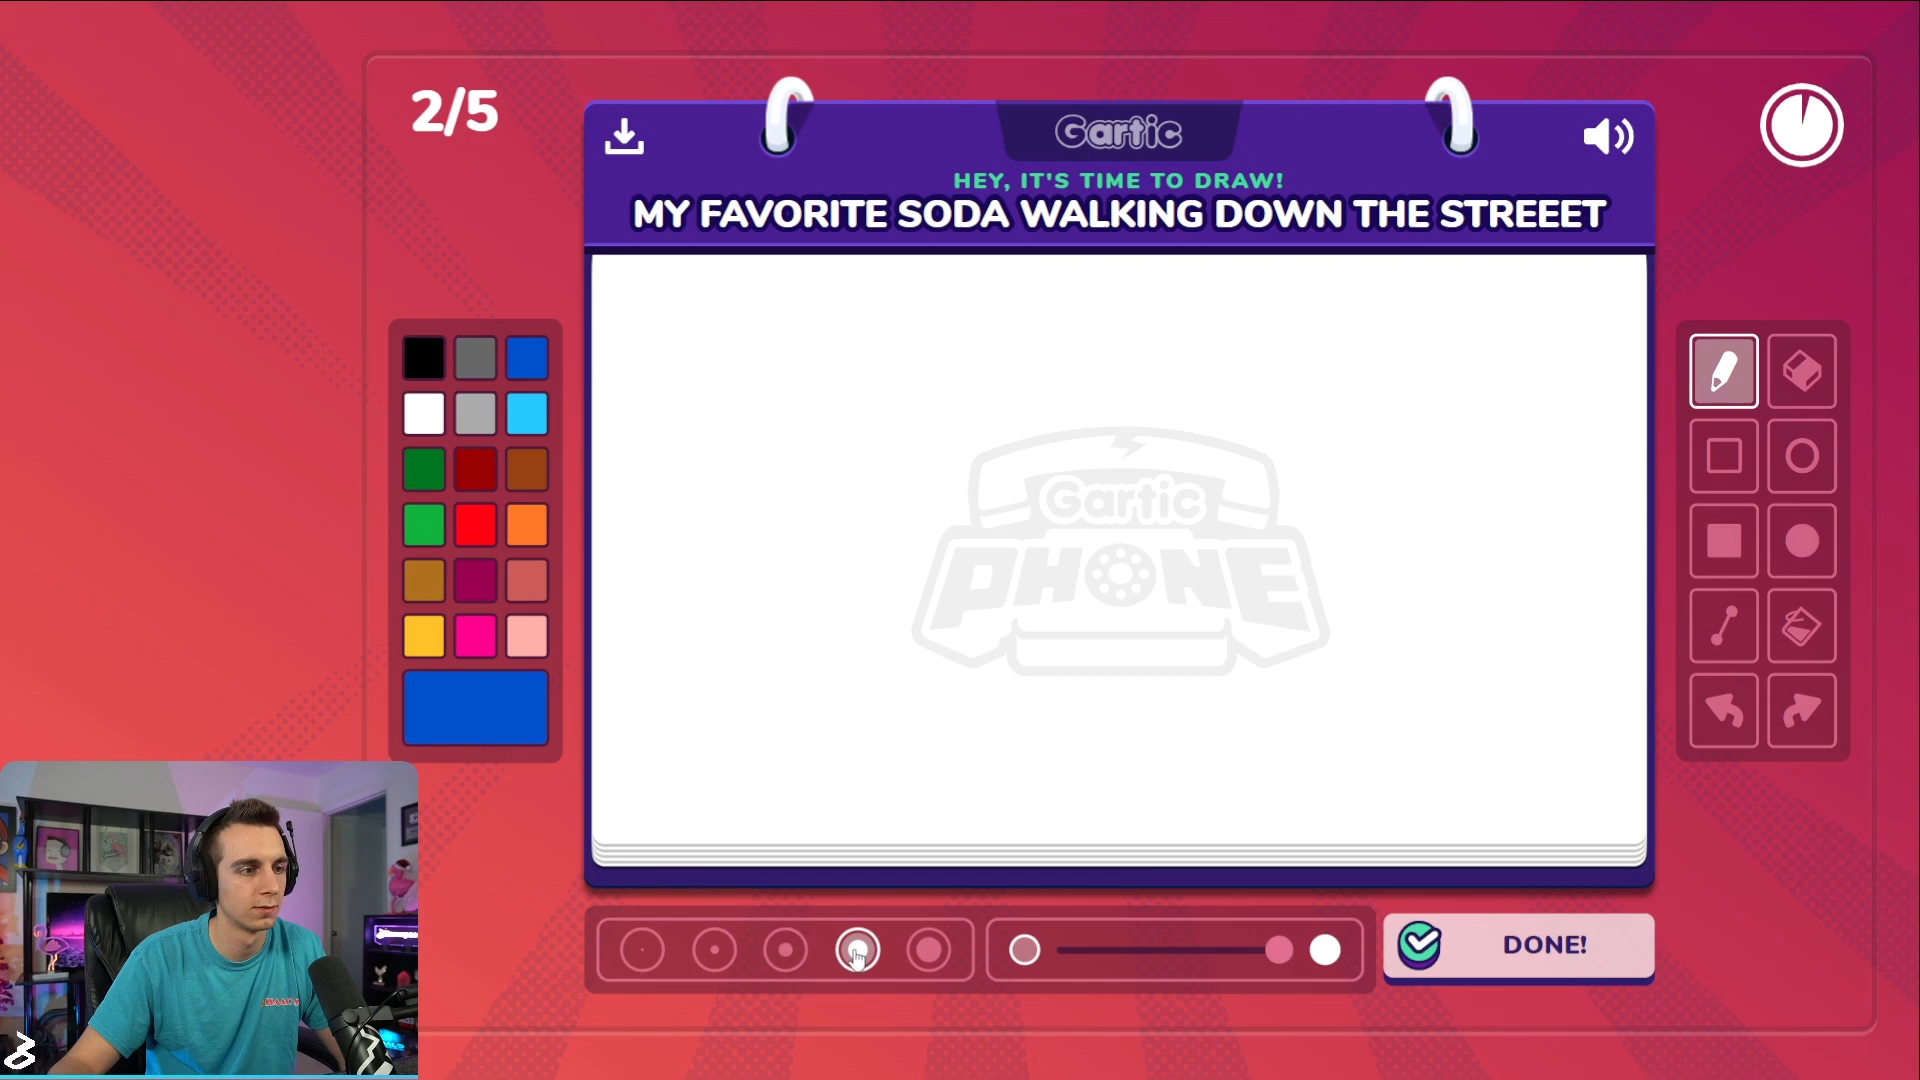 2/5
Gartic
HEY, IT'S TIME TO DRAW!
MY FAVORITE SODA WALKING DOWN THE STREEET
Gartic
PHONE
DONE!